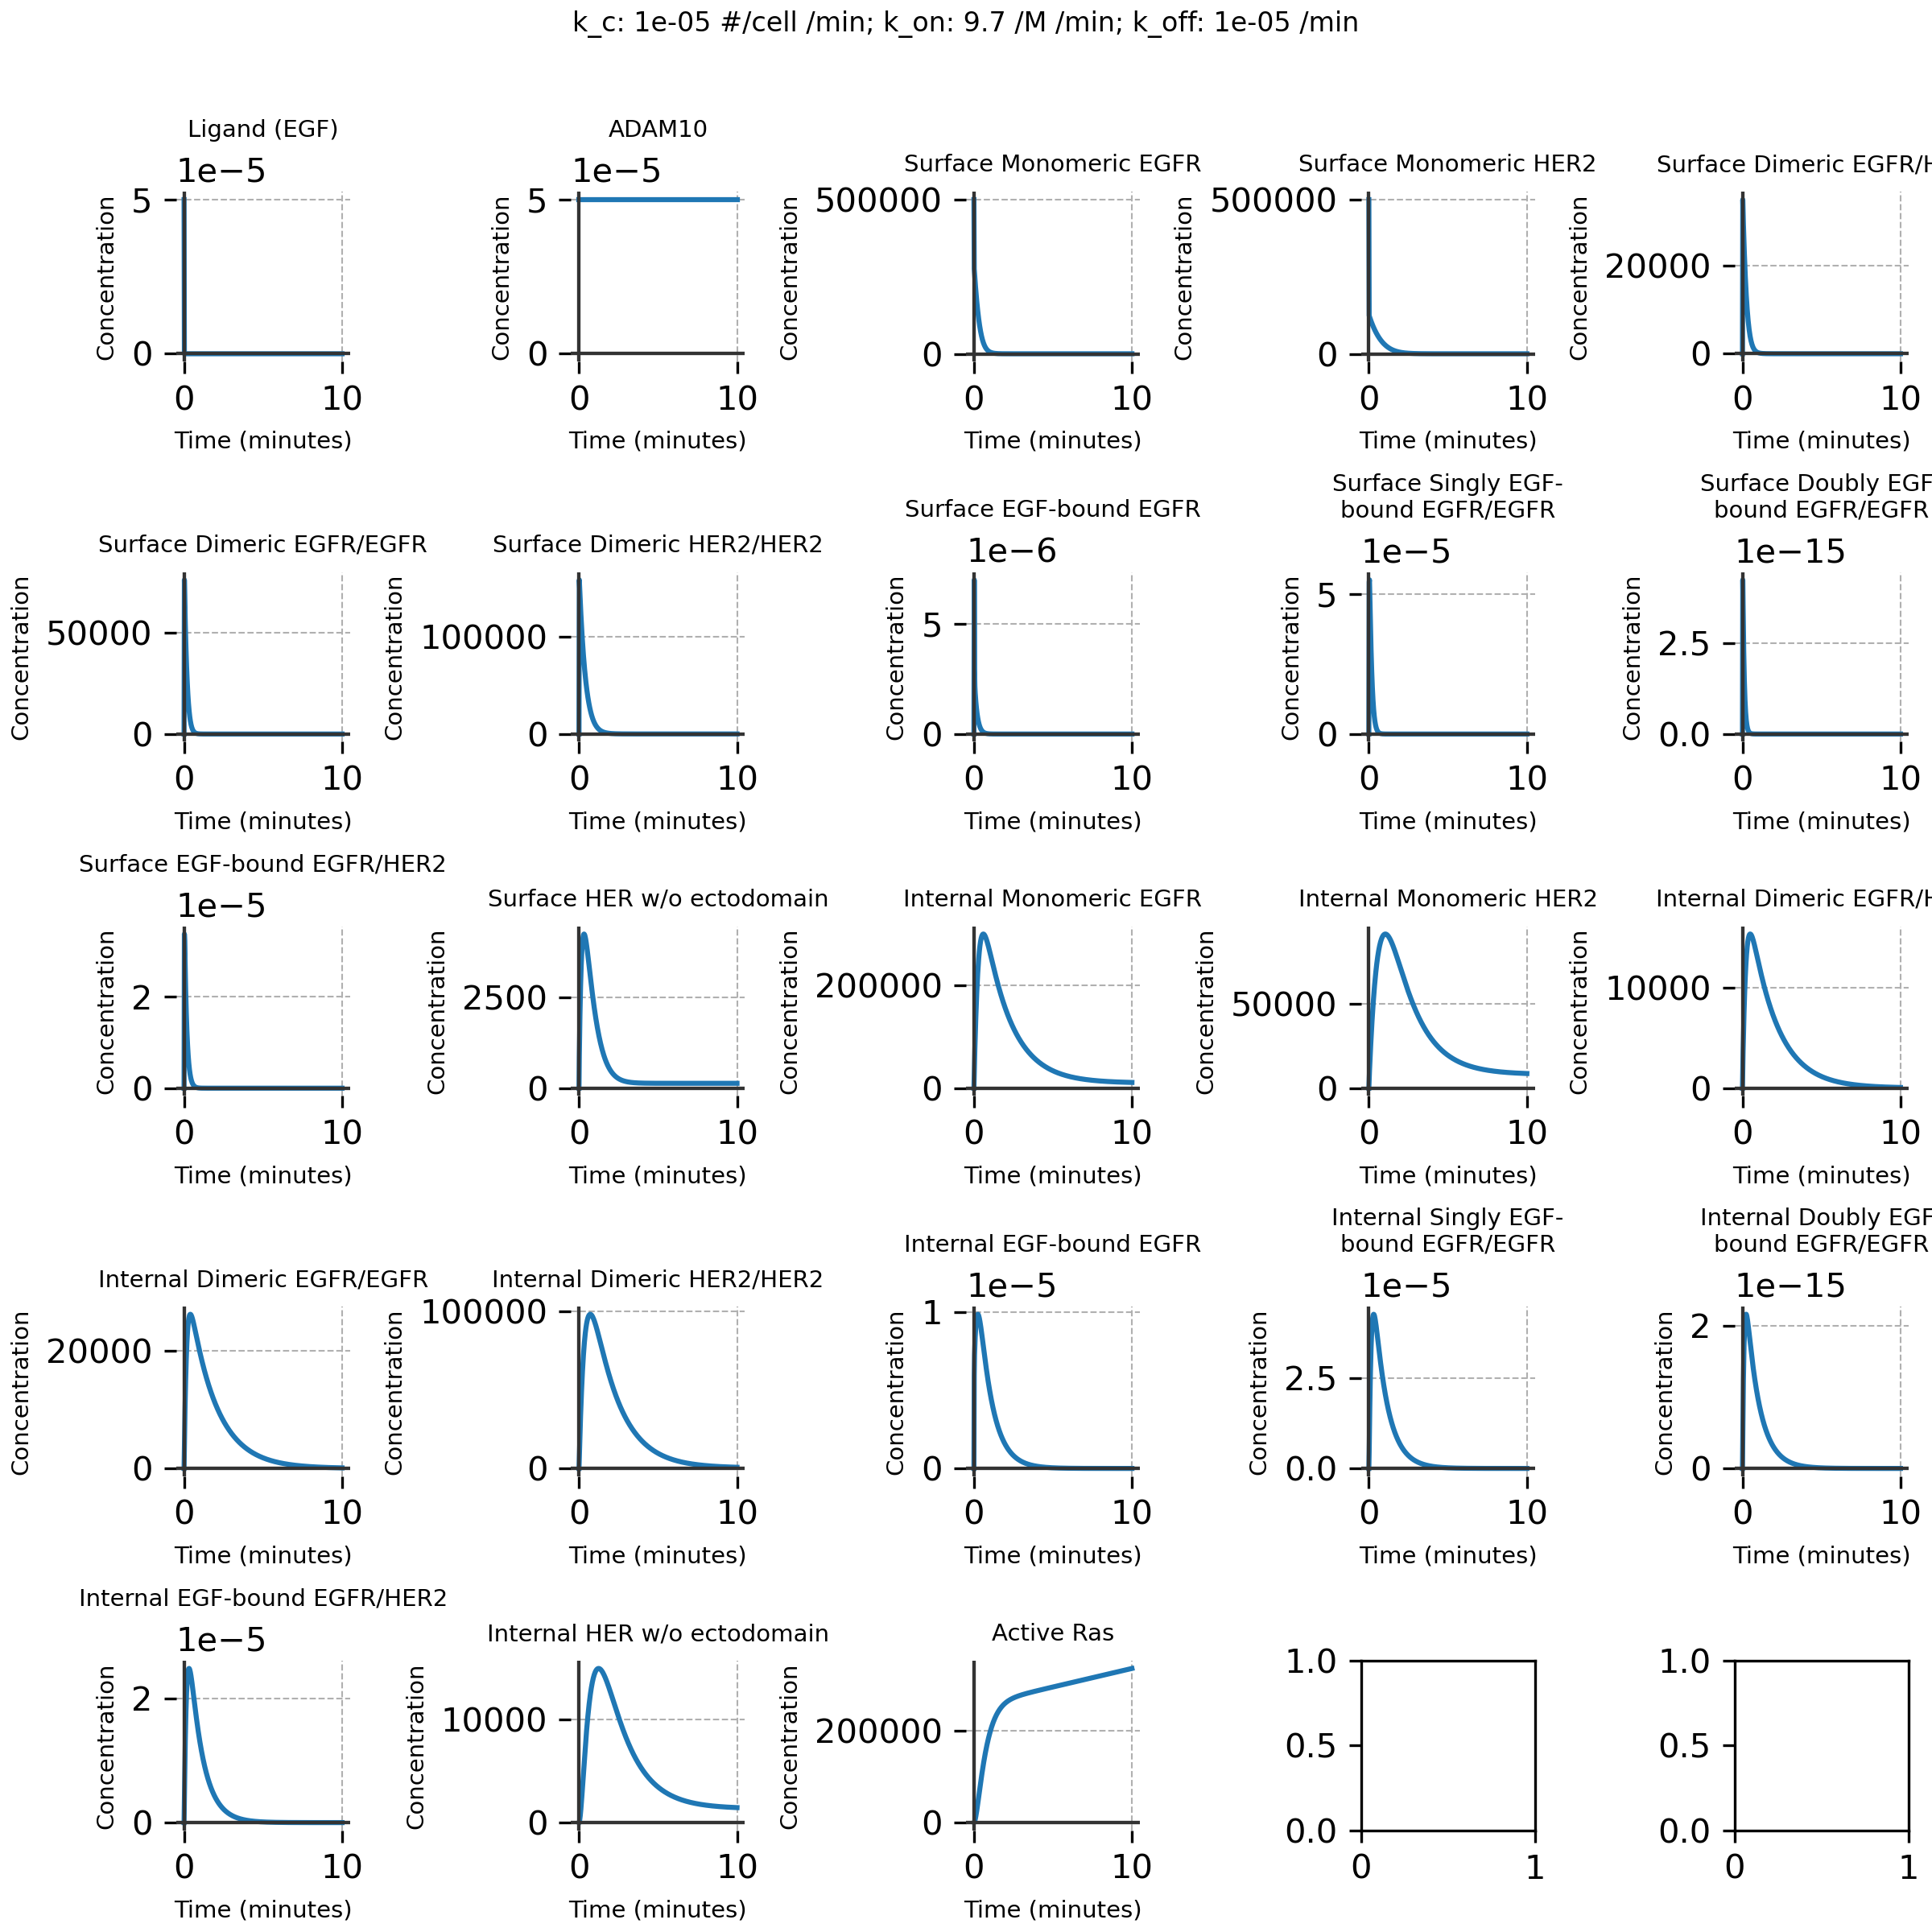 k_c: 1e-05 #/cell /min; k_on: 9.7 /M /min; k_off: 1e-05 /min
Ligand (EGF)
1e−5
5
0
Concentration
0
10
Time (minutes)
ADAM10
1e−5
5
0
Concentration
0
10
Time (minutes)
Surface Monomeric EGFR
500000
0
Concentration
0
10
Time (minutes)
Surface Monomeric HER2
500000
0
Concentration
0
10
Time (minutes)
Surface Dimeric EGFR/H
20000
0
Concentration
0
10
Time (minutes)
Surface Dimeric EGFR/EGFR
50000
0
Concentration
0
10
Time (minutes)
Surface Dimeric HER2/HER2
100000
0
Concentration
0
10
Time (minutes)
Surface EGF-bound EGFR
1e−6
5
0
Concentration
0
10
Time (minutes)
Surface Singly EGF-
bound EGFR/EGFR
1e−5
5
0
Concentration
0
10
Time (minutes)
Surface Doubly EGF
bound EGFR/EGFR
1e−15
2.5
0.0
Concentration
0
10
Time (minutes)
Surface EGF-bound EGFR/HER2
1e−5
2
0
Concentration
0
10
Time (minutes)
Surface HER w/o ectodomain
2500
0
Concentration
0
10
Time (minutes)
Internal Monomeric EGFR
200000
0
Concentration
0
10
Time (minutes)
Internal Monomeric HER2
50000
0
Concentration
0
10
Time (minutes)
Internal Dimeric EGFR/H
10000
0
Concentration
0
10
Time (minutes)
Internal Dimeric EGFR/EGFR
20000
0
Concentration
0
10
Time (minutes)
Internal Dimeric HER2/HER2
100000
0
Concentration
0
10
Time (minutes)
Internal EGF-bound EGFR
1e−5
1
0
Concentration
0
10
Time (minutes)
Internal Singly EGF-
bound EGFR/EGFR
1e−5
2.5
0.0
Concentration
0
10
Time (minutes)
Internal Doubly EGF
bound EGFR/EGFR
1e−15
2
0
Concentration
0
10
Time (minutes)
Internal EGF-bound EGFR/HER2
1e−5
2
0
Concentration
0
10
Time (minutes)
Internal HER w/o ectodomain
10000
0
Concentration
0
10
Time (minutes)
Active Ras
200000
0
Concentration
0
10
Time (minutes)
1.0
0.5
0.0
0
1
1.0
0.5
0.0
0
1